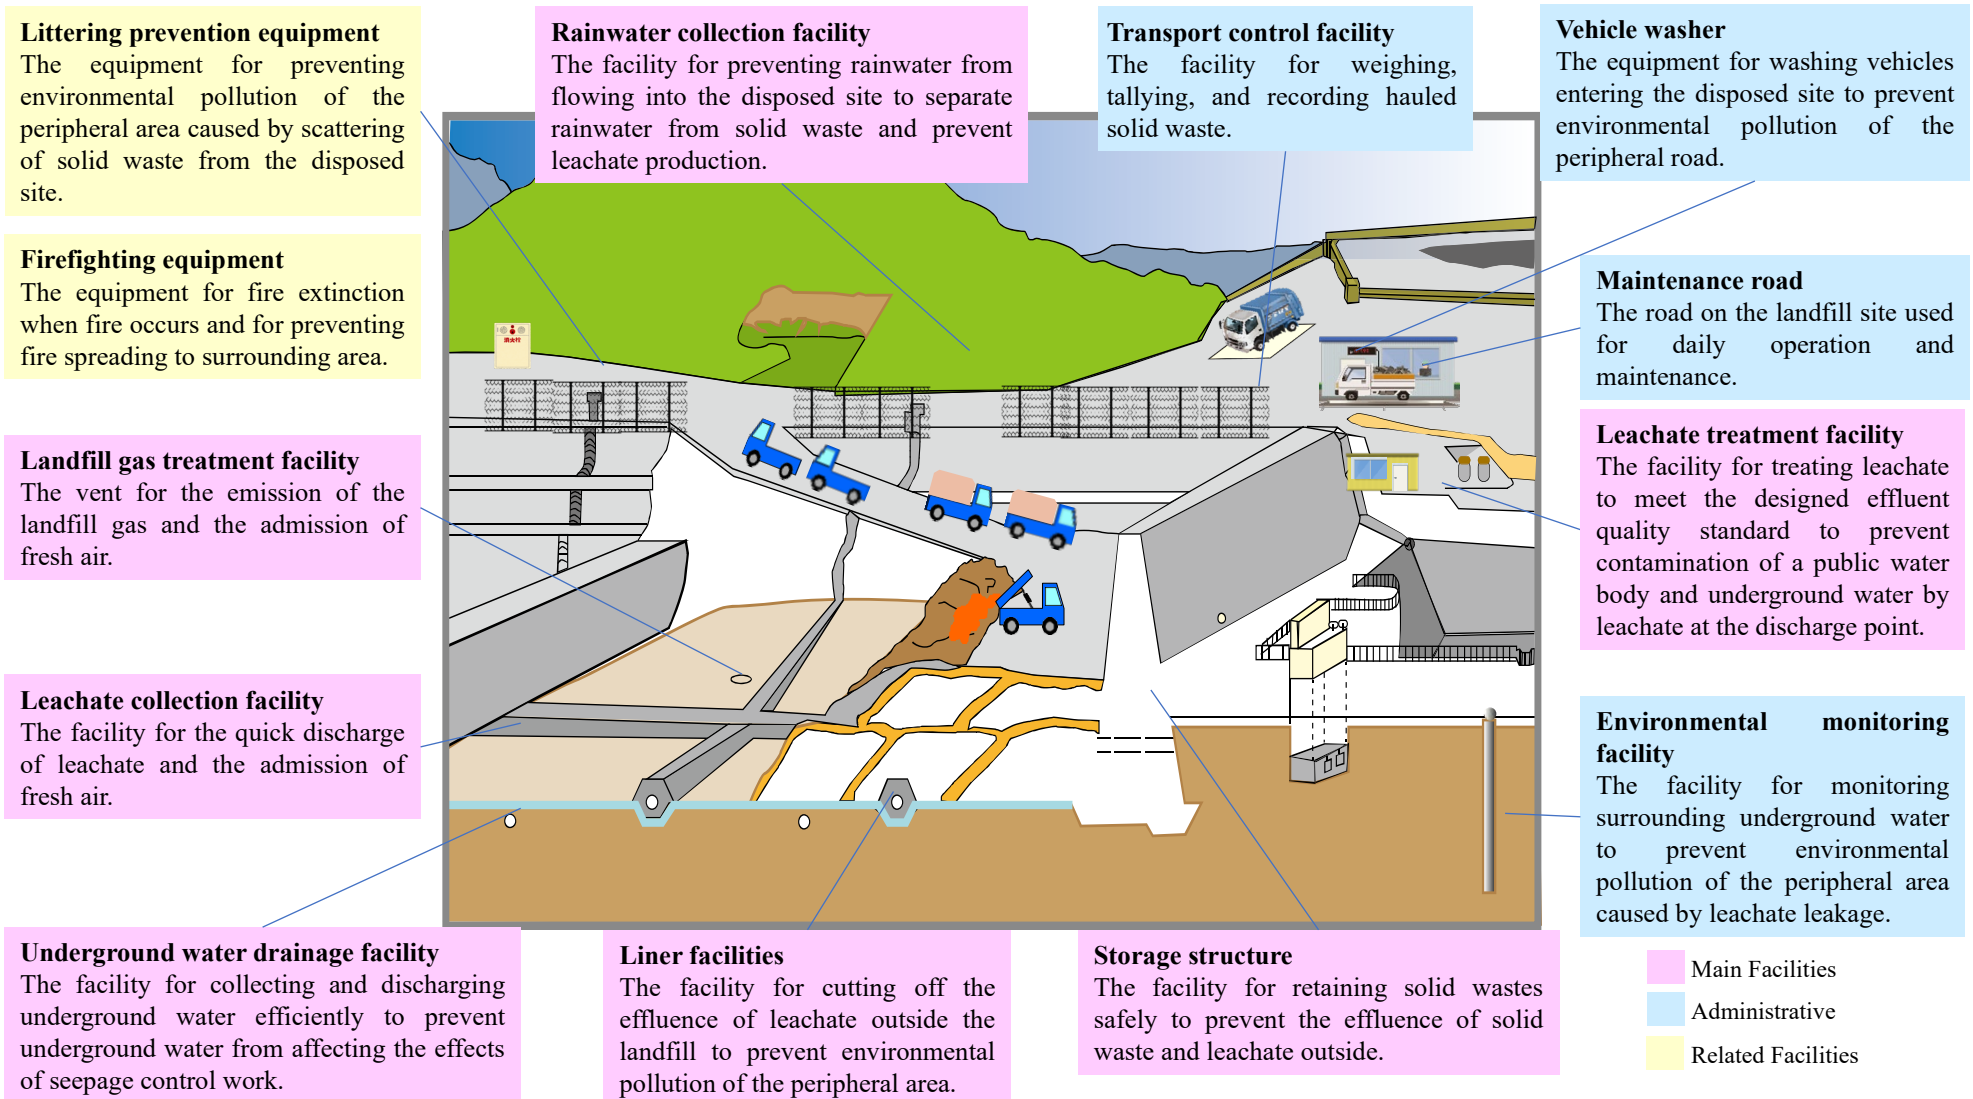 Littering prevention equipment
The equipment for preventing
environmental pollution of the
peripheral area caused by scattering
of solid waste from the disposed
site.
Rainwater collection facility
The facility for preventing rainwater from
flowing into the disposed site to separate
rainwater from solid waste and prevent
leachate production.
Transport control facility
The facility for weighing,
tallying, and recording hauled
solid waste.
Vehicle washer
The equipment for washing vehicles
entering the disposed site to prevent
environmental pollution of the
peripheral road.
Firefighting equipment
The equipment for fire extinction
when fire occurs and for preventing
fire spreading to surrounding area.
消火栓
Maintenance road
The road on the landfill site used
for daily operation and
maintenance.
Landfill gas treatment facility
The vent for the emission of the
landfill gas and the admission of
fresh air.
Leachate treatment facility
The facility for treating leachate
to meet the designed effluent
quality standard to prevent
contamination of a public water
body and underground water by
leachate at the discharge point.
Leachate collection facility
The facility for the quick discharge
of leachate and the admission of
fresh air.
Environmental monitoring
facility
The facility for monitoring
surrounding underground water
to prevent environmental
pollution of the peripheral area
caused by leachate leakage.
Underground water drainage facility
The facility for collecting and discharging
underground water efficiently to prevent
underground water from affecting the effects
of seepage control work.
Liner facilities
The facility for cutting off the
effluence of leachate outside the
landfill to prevent environmental
pollution of the peripheral area.
Storage structure
The facility for retaining solid wastes
safely to prevent the effluence of solid
waste and leachate outside.
Main Facilities
Administrative
Related Facilities